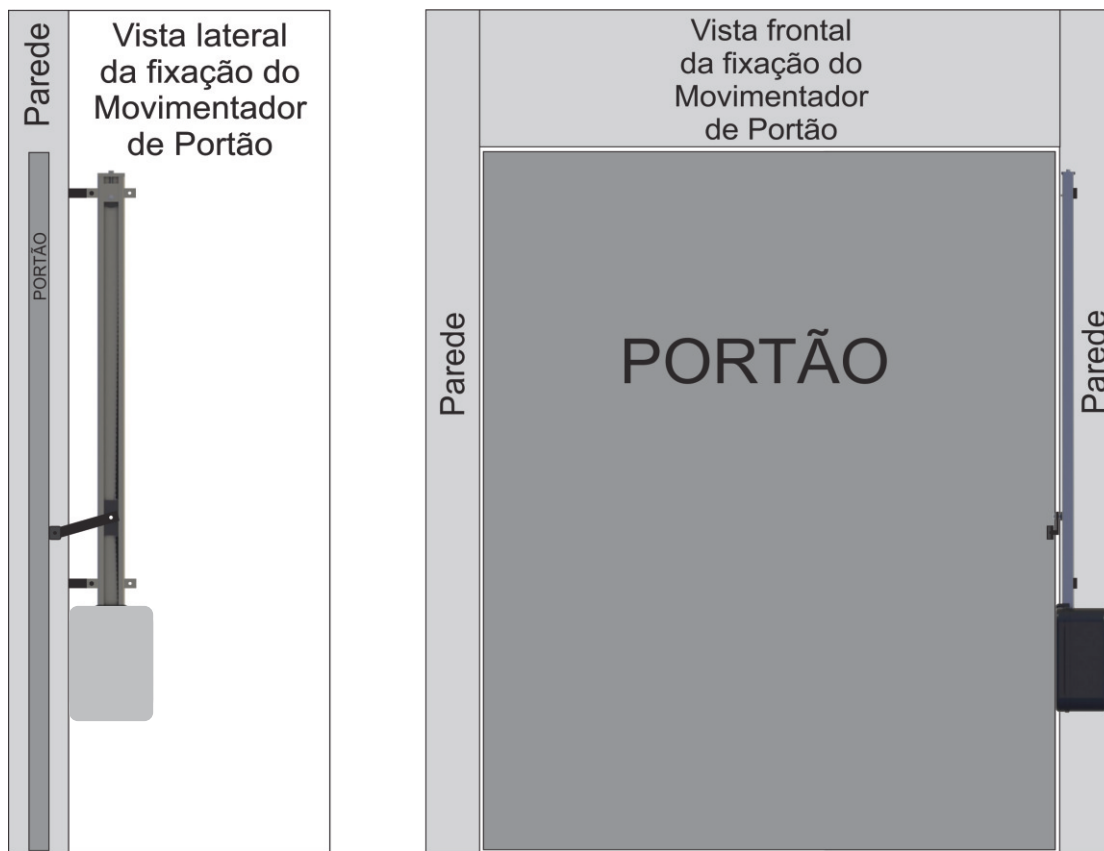 Parede
Vista lateral
da fixação do
Movimentador
de Portão
PORTÃO
Vista frontal
da fixação do
Movimentador
de Portão
Parede
PORTÃO
Parede